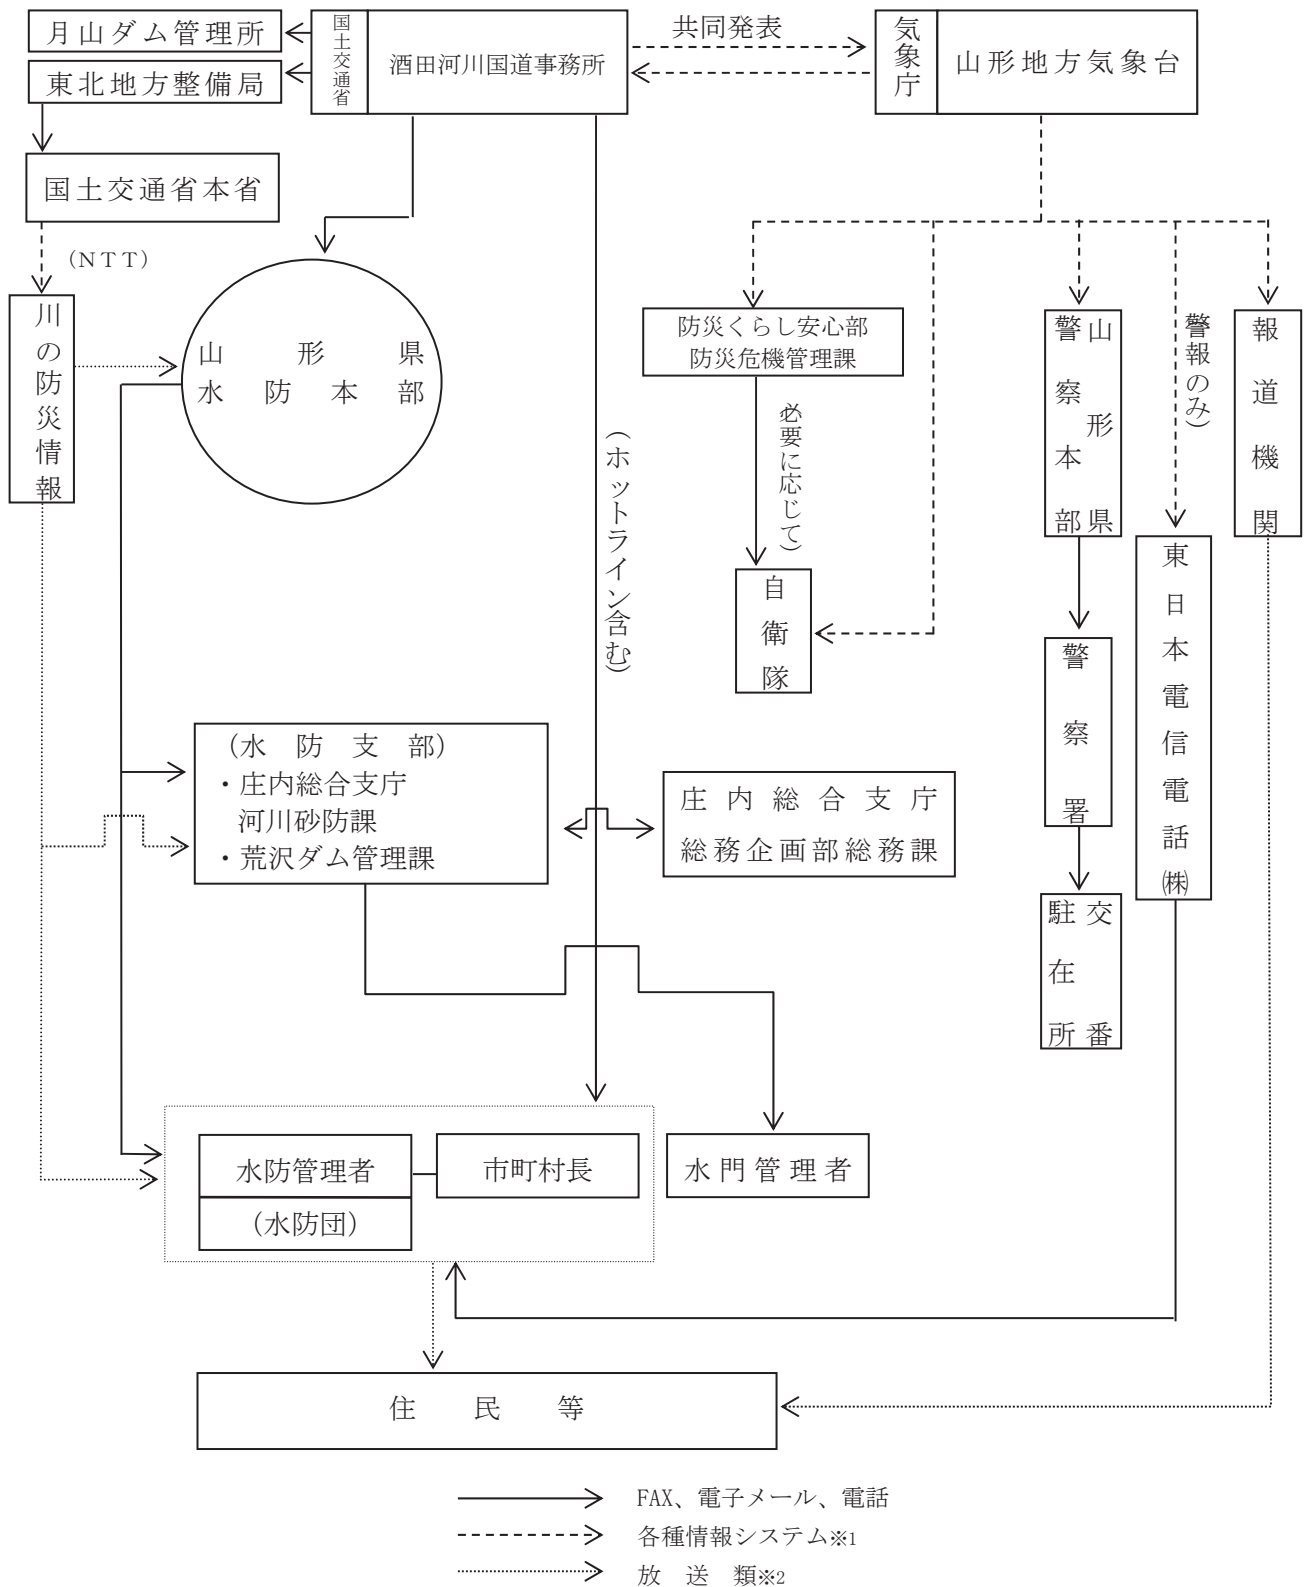 月山ダム管理所
東北地方整備局
国土交通省
酒田河川国道事務所
共同発表
気象庁
山形地方気象台
国土交通省本省
（NTT）
川の防災情報
山形県
水防本部
（ホットライン含む）
防災くらし安心部
防災危機管理課
必要に応じて）
自衛隊
山形県
警察本部
警察署
交番
駐在所
警報のみ）
東日本電信電話㈱
報道機関
（水防支部）
・庄内総合支庁
河川砂防課
・荒沢ダム管理課
庄内総合支庁
総務企画部総務課
水防管理者
（水防団）
市町村長
水門管理者
住民等
FAX、電子メール、電話
各種情報システム※1
放送類※2